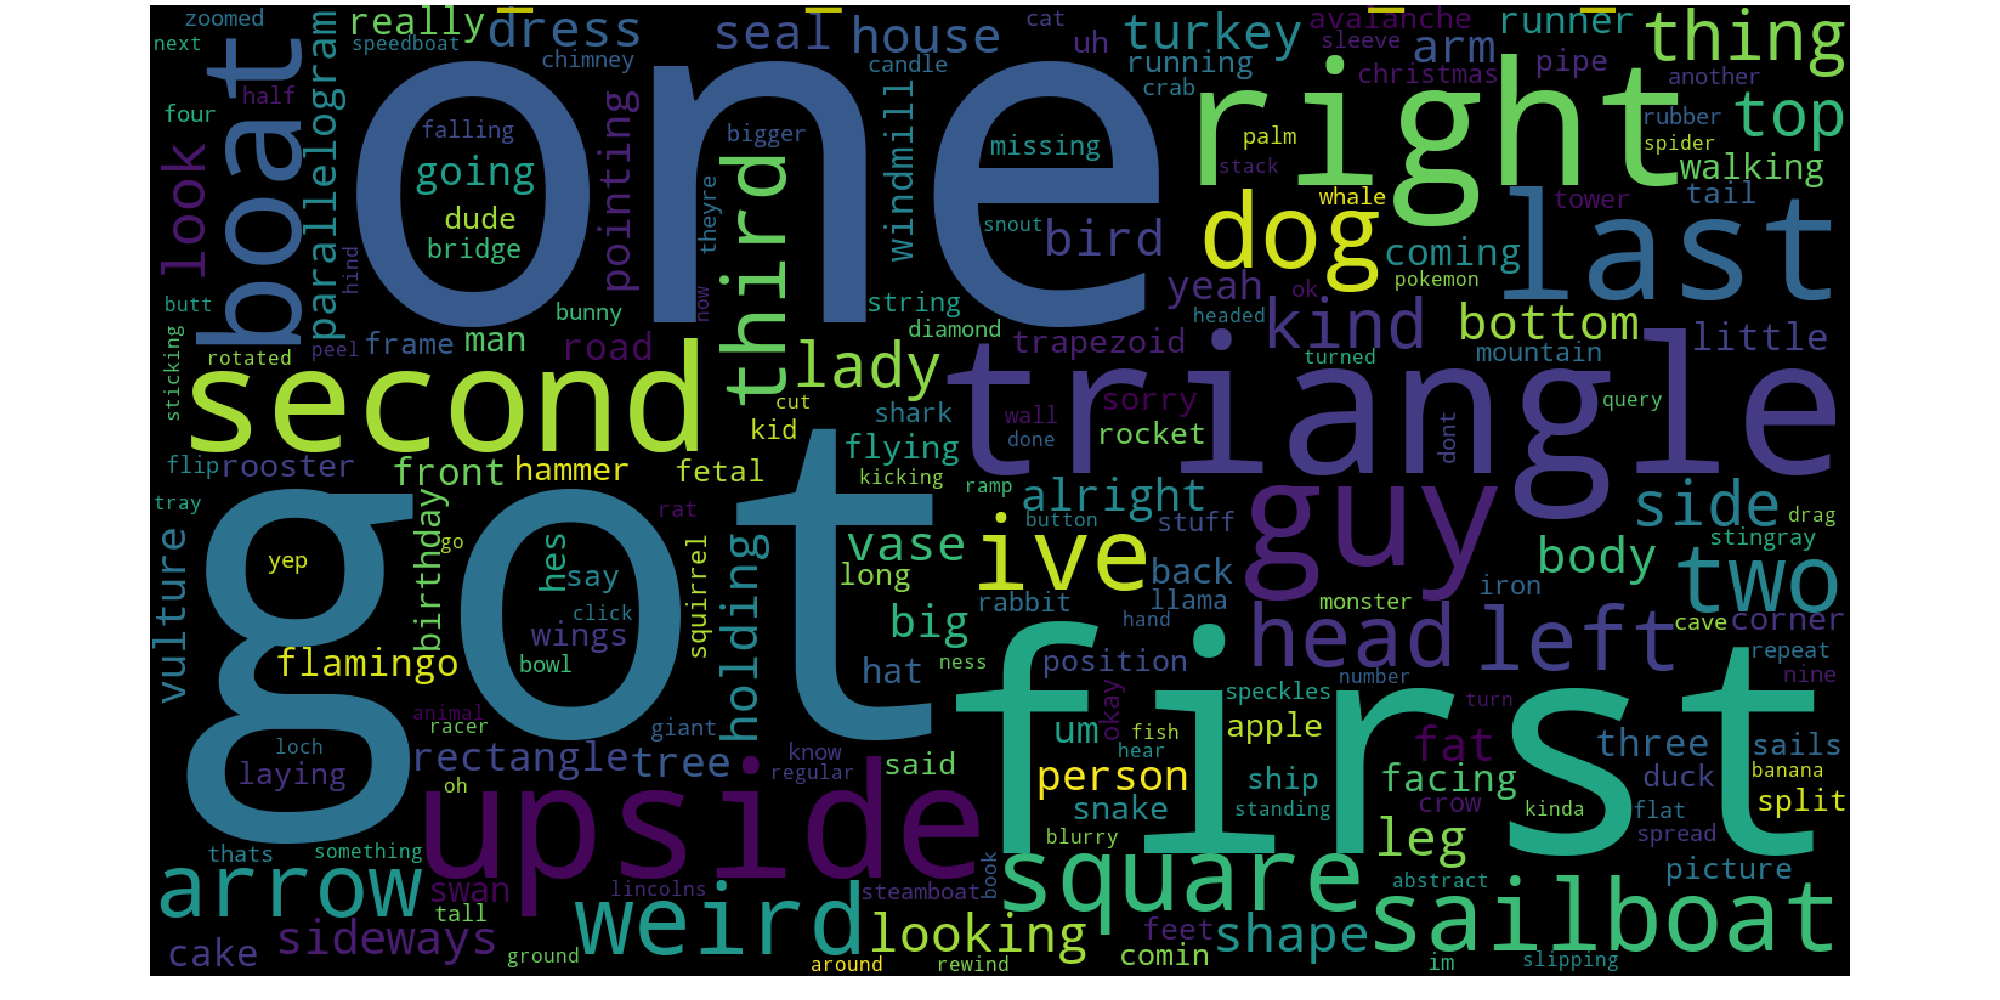 zoomed
really
dress
seal
house
cat
uh
turkey
avalanche
runner
thing
next
speedboat
chimney
candle
running
sleeve
arm
pipe
another
boat
half
parallelogram
one
crab
christmas
right
rubber
top
four
look
falling
pointing
bigger
third
windmill
missing
palm
stack
spider
walking
going
dude
bridge
hind
theyre
snout
bird
dog
whale
tower
tail
last
coming
pokemon
butt
now
bunny
string
diamond
yeah
ok
headed
kind
bottom
little
sticking
rotated
peel
frame
man
road
lady
trapezoid
turned
mountain
second
triangle
cut
kid
shark
wall
done
sorry
rocket
dont
query
flip
rooster
front
hammer
fetal
flying
kicking
ramp
alright
guy
side
drag
tray
got
birthday
go
rat
vase
ive
button
stuff
stingray
vulture
yep
hes
say
click
squirrel
holding
long
back
body
two
iron
wings
bowl
big
rabbit
llama
hand
monster
head
left
cave
corner
flamingo
hat
ness
position
number
repeat
nine
animal
racer
giant
first
speckles
okay
turn
loch
laying
rectangle
tree
know
regular
said
um
fish
hear
apple
fat
three
sails
oh
upside
person
ship
facing
duck
banana
snake
standing
crow
kinda
flat
split
thats
something
blurry
leg
spread
arrow
swan
lincolns
weird
steamboat
book
square
abstract
picture
tall
sailboat
cake
sideways
ground
around
looking
rewind
feet
comin
shape
im
slipping